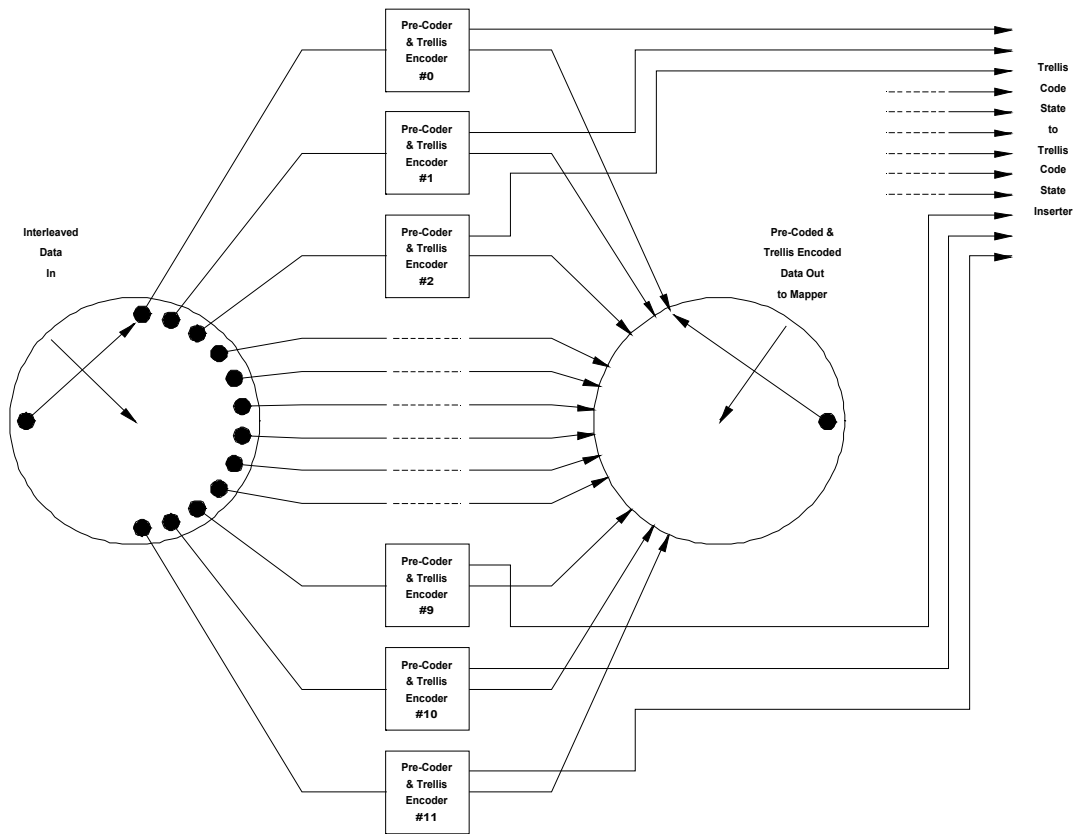 Pre-Coder
& Trellis
Encoder
#0
Pre-Coder
& Trellis
Encoder
#1
Pre-Coder
& Trellis
Encoder
#2
Trellis
Code
State
to
Trellis
Code
State
Inserter
Interleaved
Data
In
Pre-Coded &
Trellis Encoded
Data Out
to Mapper
Pre-Coder
& Trellis
Encoder
#9
Pre-Coder
& Trellis
Encoder
#10
Pre-Coder
& Trellis
Encoder
#11